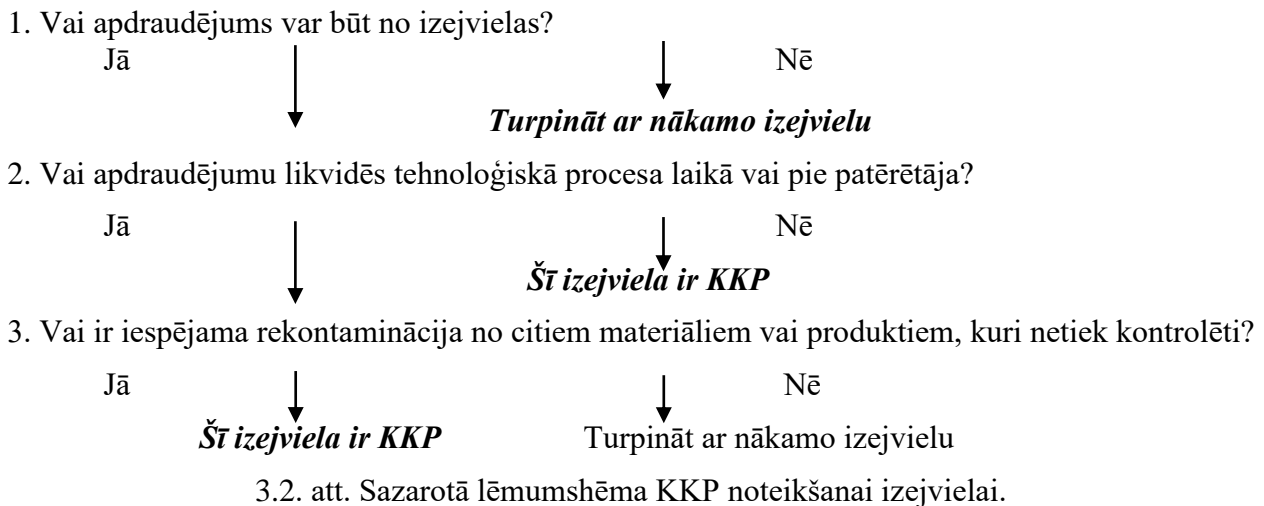 1. Vai apdraudējums var būt no izejvielas?
Jā Nē
Turpināt ar nākamo izejvielu
2. Vai apdraudējumu likvidēs tehnoloģiskā procesa laikā vai pie patērētāja?
Jā Nē
Šī izejviela ir KKP
3. Vai ir iespējama rekontaminācija no citiem materiāliem vai produktiem, kuri netiek kontrolēti?
Jā Nē
Šī izejviela ir KKP Turpināt ar nākamo izejvielu
3.2. att. Sazarotā lēmumshēma KKP noteikšanai izejvielai.